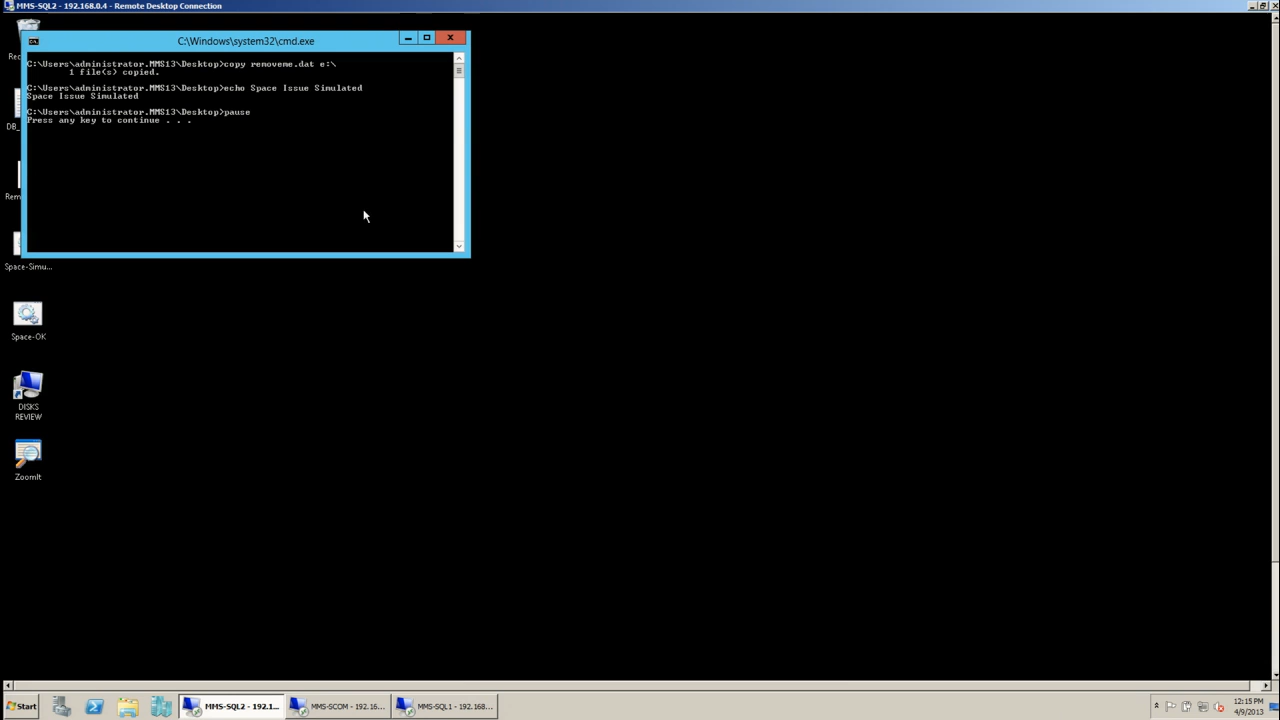 MMS-SQL2 - 192.168.0.4 - Remote Desktop Connection
C:\Windows\system32\cmd.exe
C:\Users\administrator.MMS13\Desktop>copy removeme.dat e:\
1 file(s) copied.
C:\Users\administrator.MMS13\Desktop>echo Space Issue Simulated
Space Issue Simulated
C:\Users\administrator.MMS13\Desktop>pause
Press any key to continue . . .
Rec
DB_
Rem
Space-Simu...
Space-OK
DISKS
REVIEW
ZoomIt
Start
MMS-SQL2 - 192.1...
MMS-SCOM - 192.16...
MMS-SQL1 - 192.168...
12:15 PM
4/9/2013